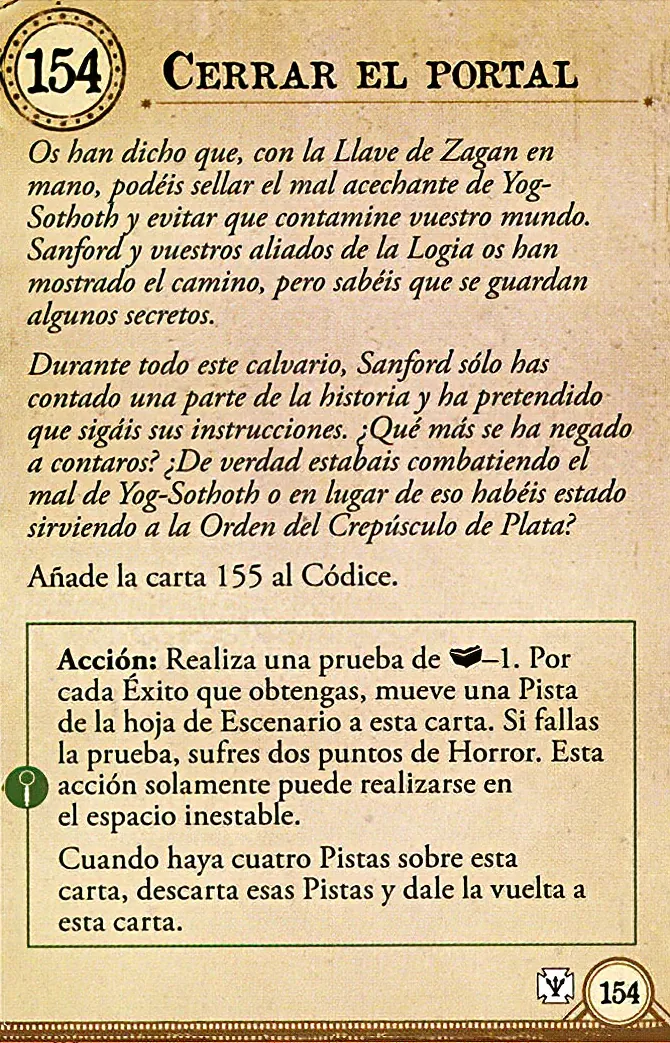 154
CERRAR EL PORTAL
Os han dicho que, con la Llave de Zagan en
mano, podéis sellar el mal acechante de Yog-
Sothoth y evitar que contamine vuestro mundo.
Sanford y vuestros aliados de la Logia os han
mostrado el camino, pero sabéis que se guardan
algunos secretos.
Durante todo este calvario, Sanford sólo has
contado una parte de la historia y ha pretendido
que sigáis sus instrucciones. ¿Qué más se ha negado
a contaros? ¿De verdad estabais combatiendo el
mal de Yog-Sothoth o en lugar de eso habéis estado
sirviendo a la Orden del Crepúsculo de Plata?
Añade la carta 155 al Códice.
Acción: Realiza una prueba de –1. Por
cada Éxito que obtengas, mueve una Pista
de la hoja de Escenario a esta carta. Si fallas
la prueba, sufres dos puntos de Horror. Esta
acción solamente puede realizarse en
el espacio inestable.
Cuando haya cuatro Pistas sobre esta
carta, descarta esas Pistas y dale la vuelta a
esta carta.
154